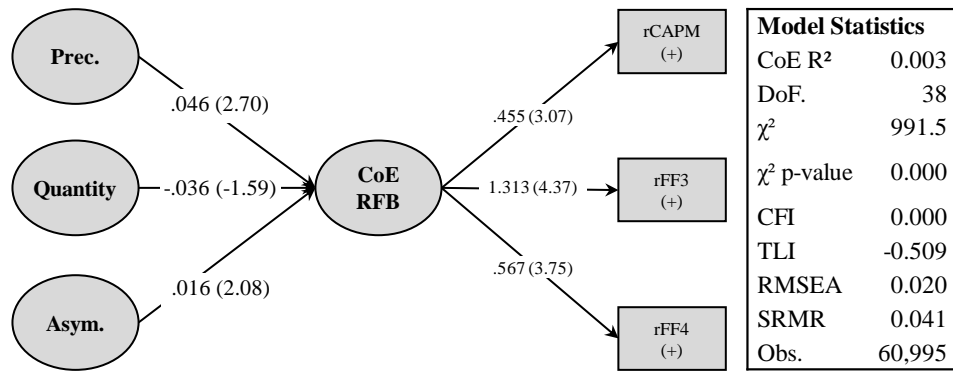 Prec.
.046 (2.70)
Quantity
-.036 (-1.59)
Asym.
.016 (2.08)
CoE
RFB
rCAPM
(+)
.455 (3.07)
rFF3
(+)
1.313 (4.37)
rFF4
(+)
.567 (3.75)
Model Statistics
CoE R² 0.003
DoF. 38
χ² 991.5
χ² p-value 0.000
CFI 0.000
TLI -0.509
RMSEA 0.020
SRMR 0.041
Obs. 60,995